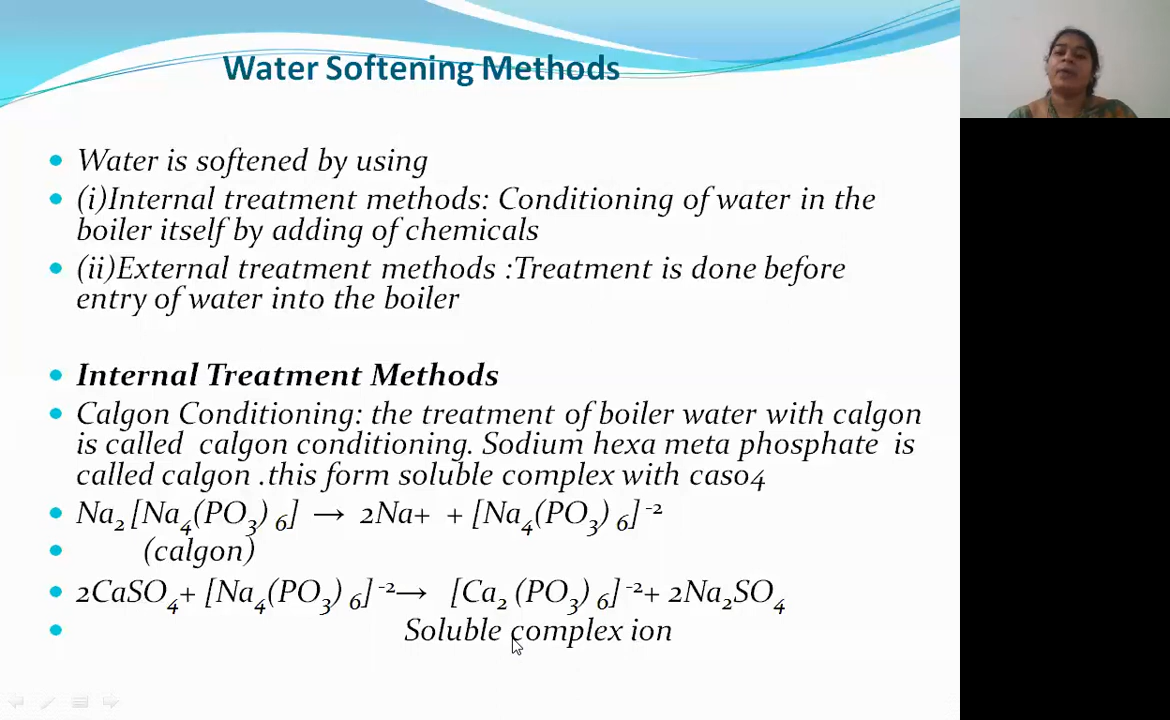 Water Softening Methods
Water is softened by using
(i)Internal treatment methods: Conditioning of water in the
boiler itself by adding of chemicals
(ii)External treatment methods :Treatment is done before
entry of water into the boiler
Internal Treatment Methods
Calgon Conditioning: the treatment of boiler water with calgon
is called calgon conditioning. Sodium hexa meta phosphate is
called calgon .this form soluble complex with caso4
Na₂ [Na₄(PO₃) ₆] → 2Na+ + [Na₄(PO₃) ₆] ⁻²
(calgon)
2CaSO₄+ [Na₄(PO₃) ₆] ⁻²→ [Ca₂ (PO₃) ₆] ⁻²+ 2Na₂SO₄
Soluble complex ion